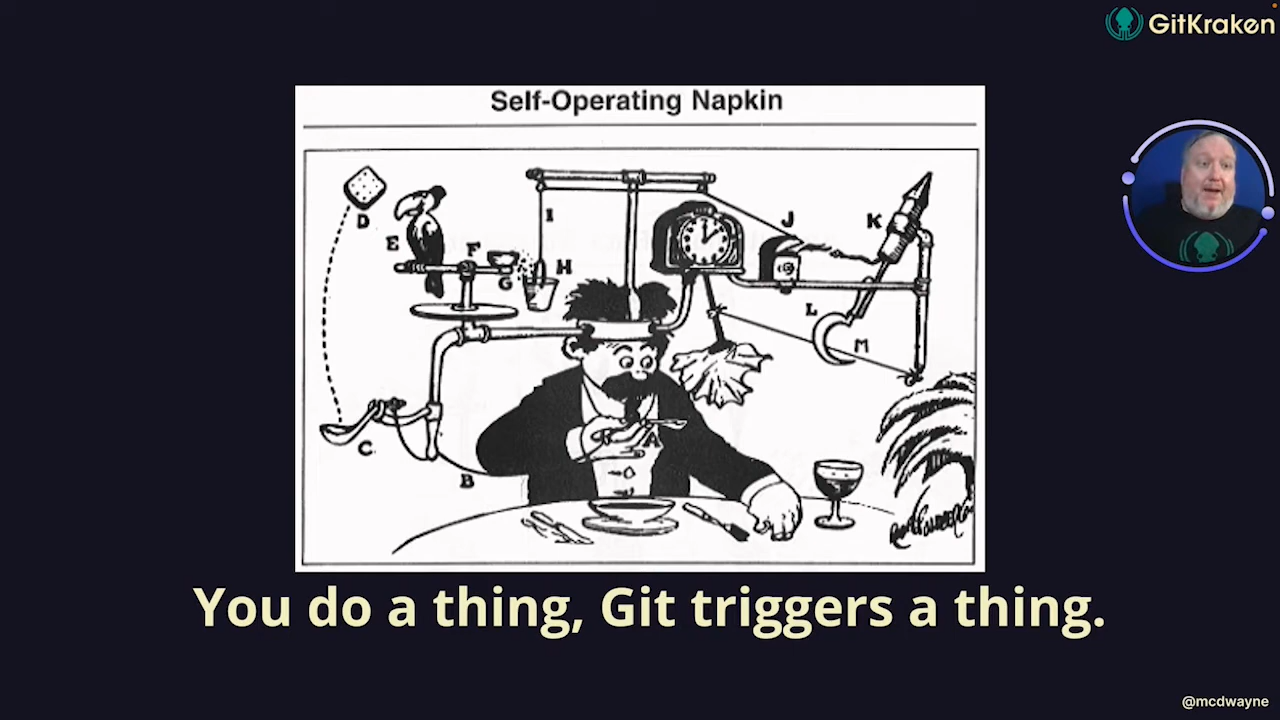 GitKraken
Self-Operating Napkin
D
E
F
G
H
I
J
K
L
M
C
B
A
You do a thing, Git triggers a thing.
@mcdwayne